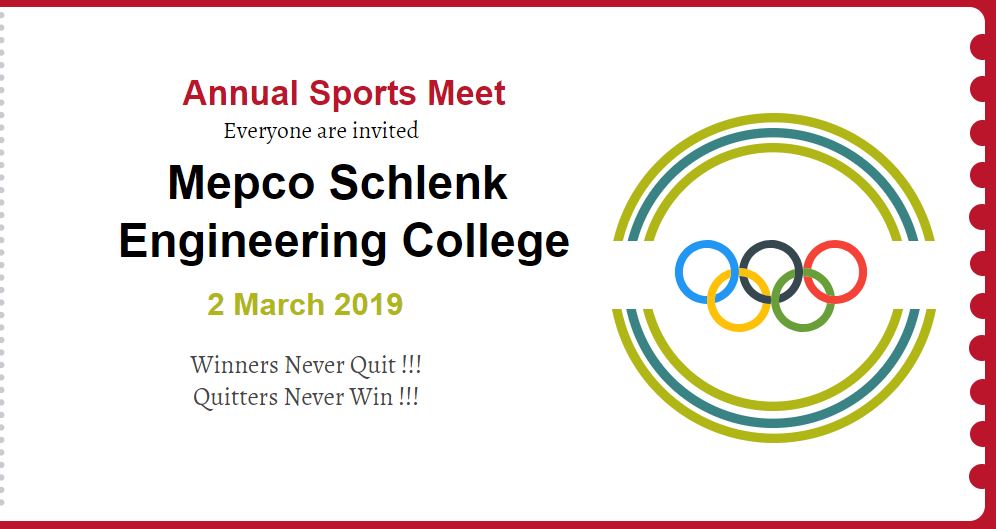 Annual Sports Meet
Everyone are invited
Mepco Schlenk
Engineering College
2 March 2019
Winners Never Quit !!!
Quitters Never Win !!!